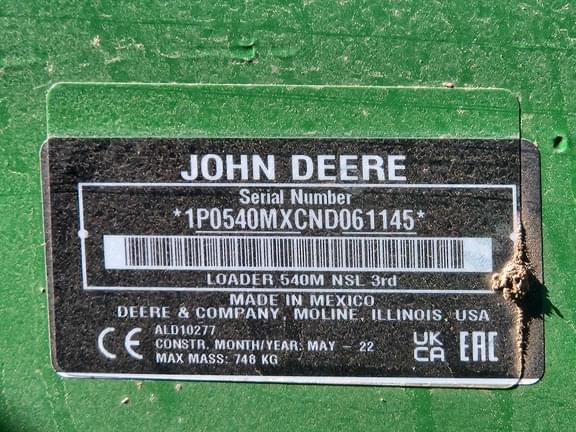 JOHN DEERE
Serial Number
*1P0540MXCND061145*
LOADER 540M NSL 3rd
MADE IN MEXICO
DEERE & COMPANY, MOLINE, ILLINOIS, USA
ALD10277
CE CONSTR. MONTH/YEAR: MAY - 22 UK CA EAC
MAX MASS: 748 KG